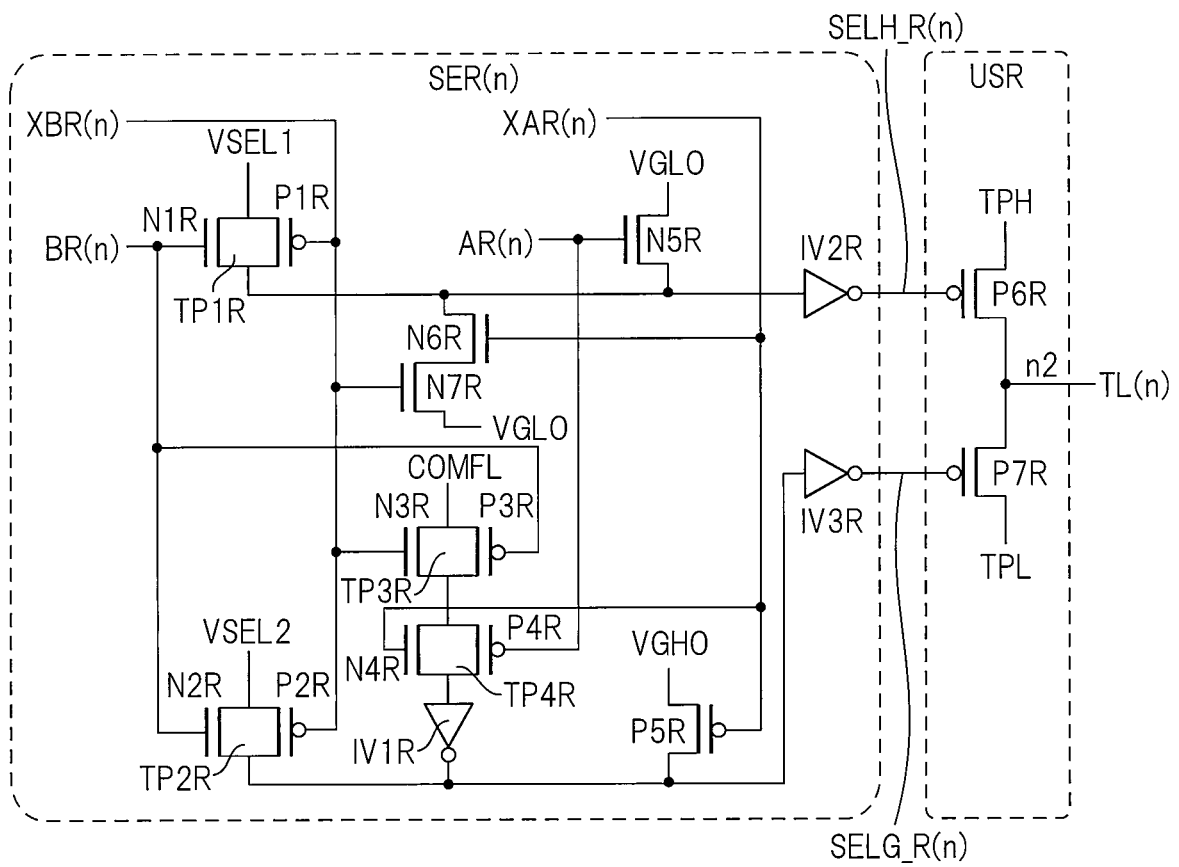 SELH_R(n)
SER(n)
USR
XBR(n)
XAR(n)
VSEL1
VGLO
N1R
P1R
TPH
BR(n)
AR(n)
N5R
IV2R
P6R
TP1R
N6R
N7R
n2
TL(n)
VGLO
COMFL
N3R
P3R
P7R
IV3R
TP3R
TPL
VSEL2
P4R
VGHO
N4R
N2R
P2R
TP4R
P5R
IV1R
TP2R
SELG_R(n)